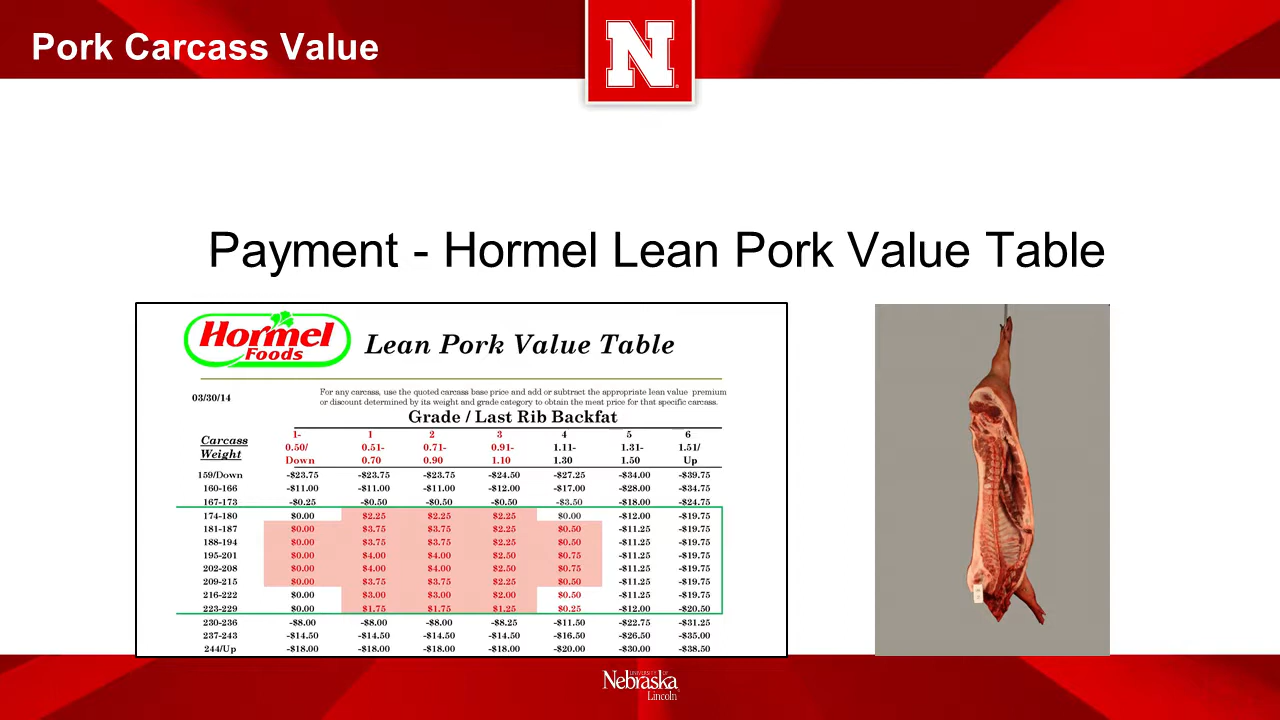 Pork Carcass Value
N
Payment - Hormel Lean Pork Value Table
Hormel
Foods
Lean Pork Value Table
03/30/14
For any carcass, use the quoted carcass base price and add or subtract the appropriate lean value premium
or discount determined by its weight and grade category to obtain the meat price for that specific carcass.
Grade / Last Rib Backfat
Carcass Weight
1- 1 2 3 4 5 6
0.50/ 0.51- 0.71- 0.91- 1.11- 1.31- 1.51/
Down 0.70 0.90 1.10 1.30 1.50 Up
159/Down -$23.75 -$23.75 -$23.75 -$24.50 -$27.25 -$34.00 -$39.75
160-166 -$11.00 -$11.00 -$11.00 -$12.00 -$17.00 -$28.00 -$34.75
167-173 -$0.25 -$0.50 -$0.50 -$0.50 -$3.50 -$18.00 -$24.75
174-180 $0.00 $2.25 $2.25 $2.25 $0.00 -$12.00 -$19.75
181-187 $0.00 $3.75 $3.75 $2.25 $0.50 -$11.25 -$19.75
188-194 $0.00 $3.75 $3.75 $2.25 $0.50 -$11.25 -$19.75
195-201 $0.00 $4.00 $4.00 $2.50 $0.75 -$11.25 -$19.75
202-208 $0.00 $4.00 $4.00 $2.50 $0.75 -$11.25 -$19.75
209-215 $0.00 $3.75 $3.75 $2.25 $0.50 -$11.25 -$19.75
216-222 $0.00 $3.00 $3.00 $2.00 $0.50 -$11.25 -$19.75
223-229 $0.00 $1.75 $1.75 $1.25 $0.25 -$12.00 -$20.50
230-236 -$8.00 -$8.00 -$8.00 -$8.25 -$11.50 -$22.75 -$31.25
237-243 -$14.50 -$14.50 -$14.50 -$14.50 -$16.50 -$26.50 -$35.00
244/Up -$18.00 -$18.00 -$18.00 -$18.00 -$20.00 -$30.00 -$38.50
UNIVERSITY OF
Nebraska
Lincoln